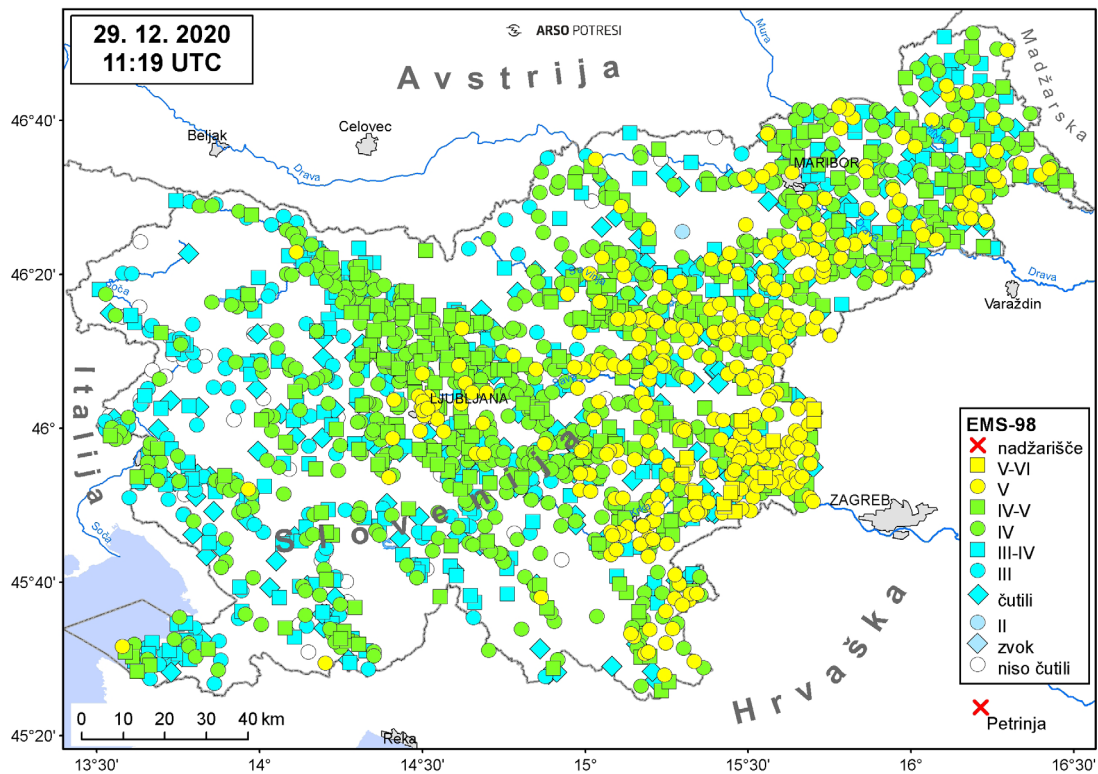 29. 12. 2020
11:19 UTC
ARSO POTRESI
Avstrija
Mura
Madžarska
46°40'
Beljak
Celovec
Drava
MARIBOR
46°20'
Soča
Savinja
Drava
Varaždin
Italija
Sava
LJUBLJANA
46°
Slovenija
Krka
ZAGREB
Soča
45°40'
Hrvaška
EMS-98
nadžarišče
V-VI
V
IV-V
IV
III-IV
III
čutili
II
zvok
niso čutili
Petrinja
0 10 20 30 40 km
Reka
45°20'
13°30' 14° 14°30' 15° 15°30' 16° 16°30'